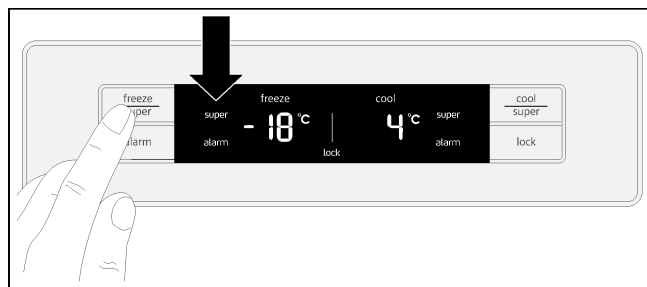 freeze
super
alarm
freeze
super
- 18 °C
alarm
cool
4 °C
super
alarm
lock
cool
super
lock